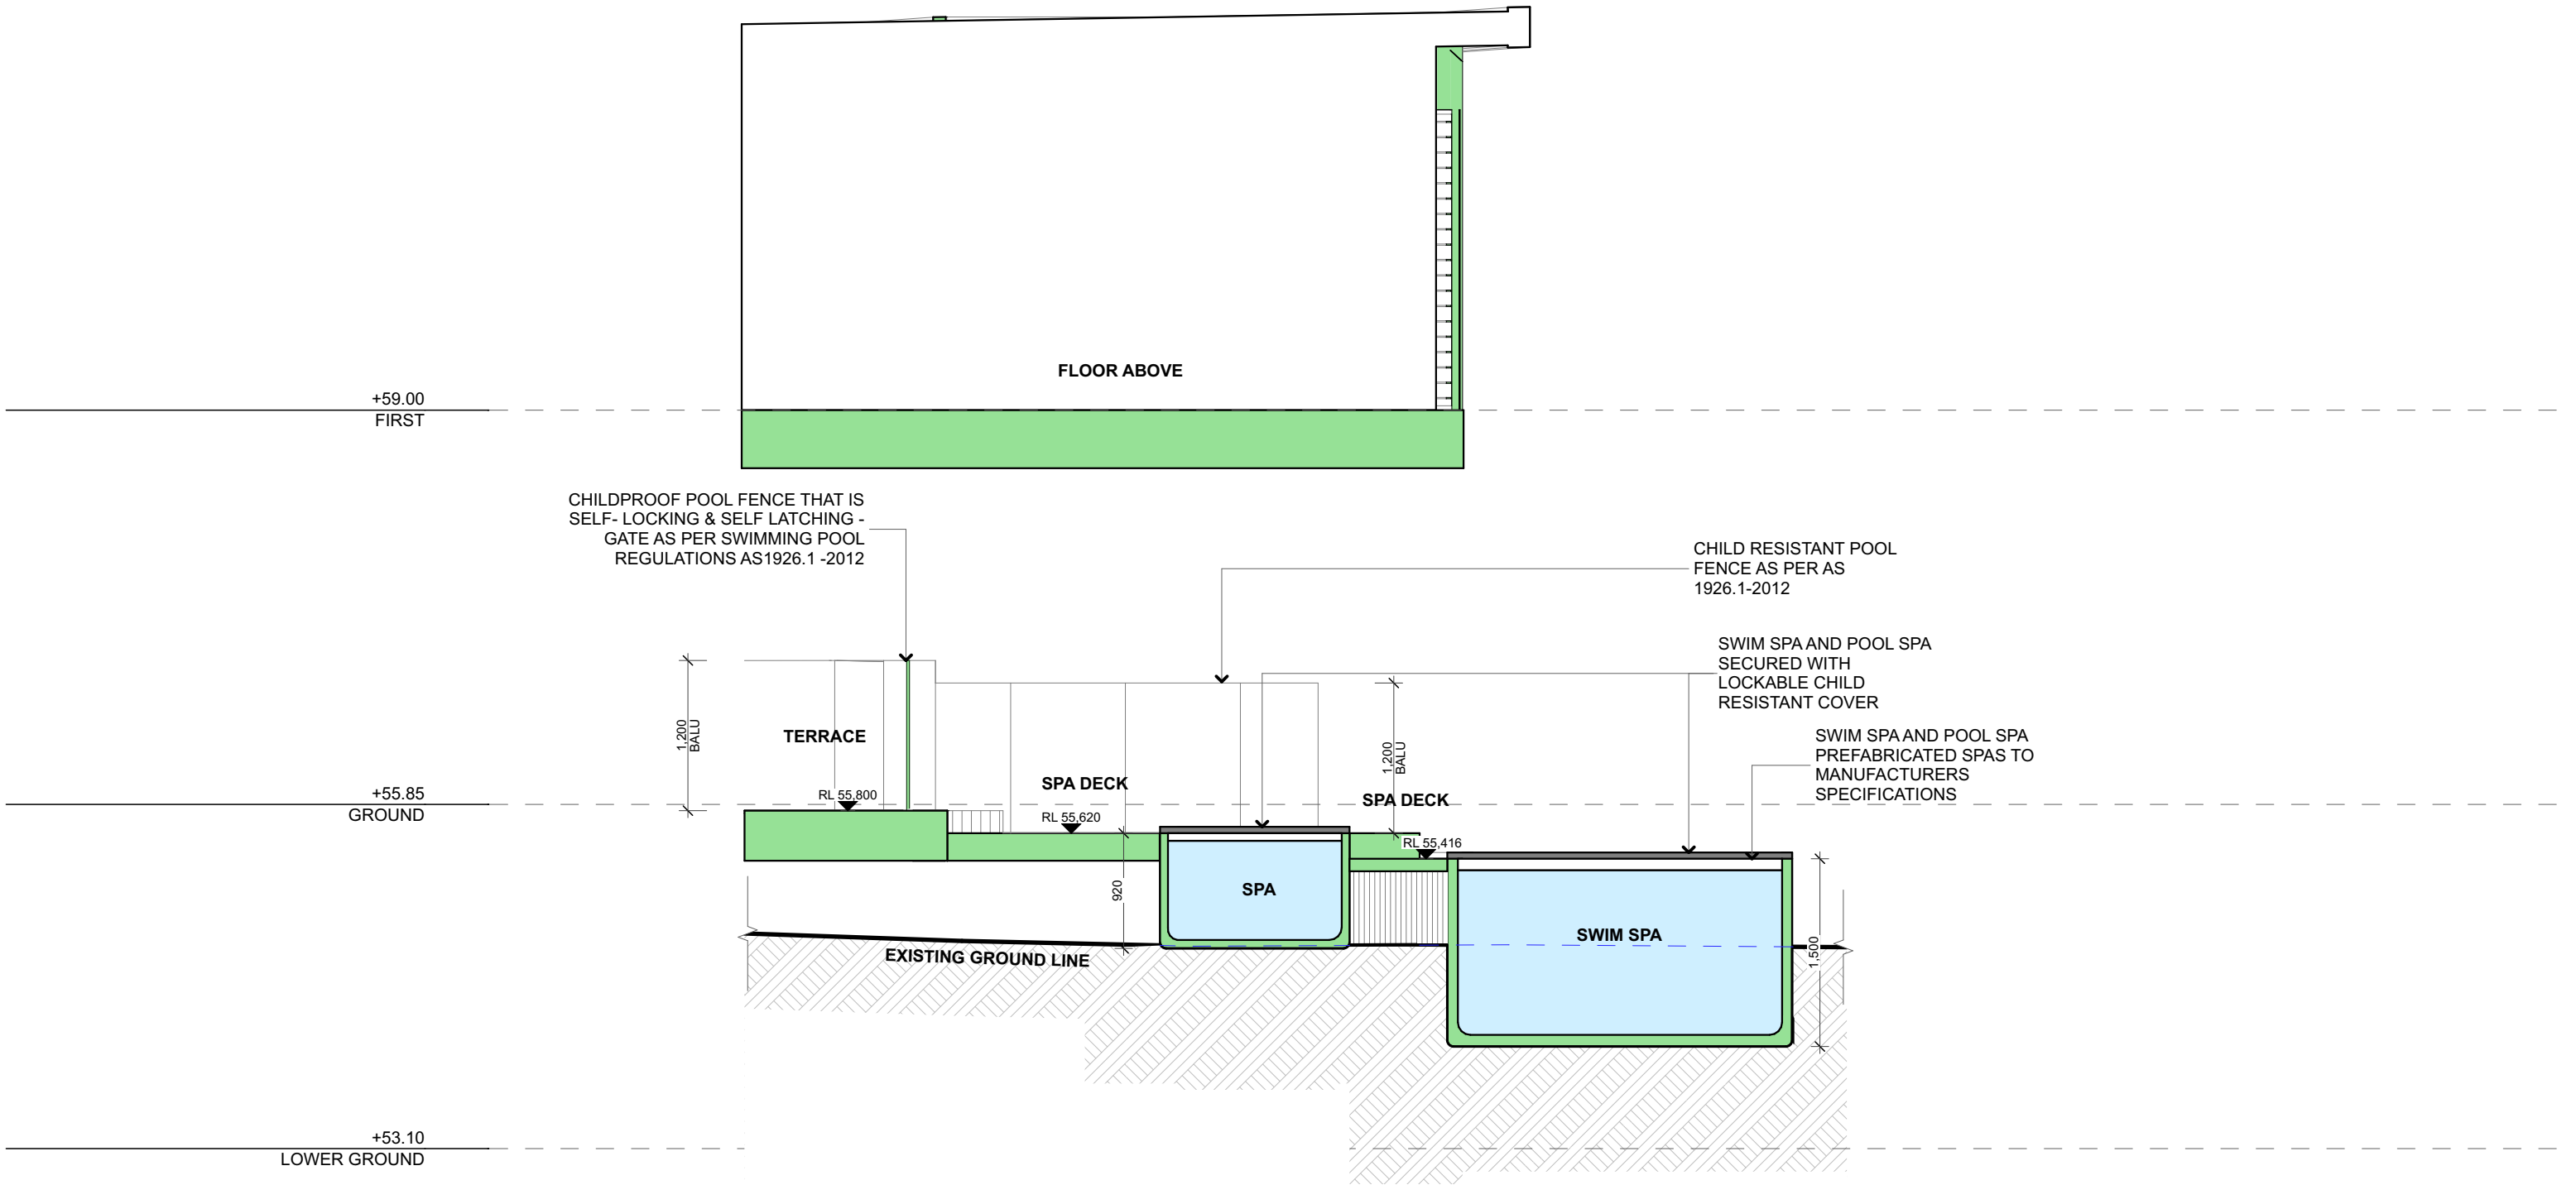 FLOOR ABOVE
+59.00
FIRST
CHILDPROOF POOL FENCE THAT IS
SELF- LOCKING & SELF LATCHING -
GATE AS PER SWIMMING POOL
REGULATIONS AS1926.1 -2012
CHILD RESISTANT POOL
FENCE AS PER AS
1926.1-2012
SWIM SPA AND POOL SPA
SECURED WITH
LOCKABLE CHILD
RESISTANT COVER
SWIM SPA AND POOL SPA
PREFABRICATED SPAS TO
MANUFACTURERS
SPECIFICATIONS
1,200
BALU
TERRACE
1,200
BALU
SPA DECK
SPA DECK
+55.85
GROUND
RL 55,800
RL 55,620
RL 55,416
920
SPA
SWIM SPA
1,500
EXISTING GROUND LINE
+53.10
LOWER GROUND